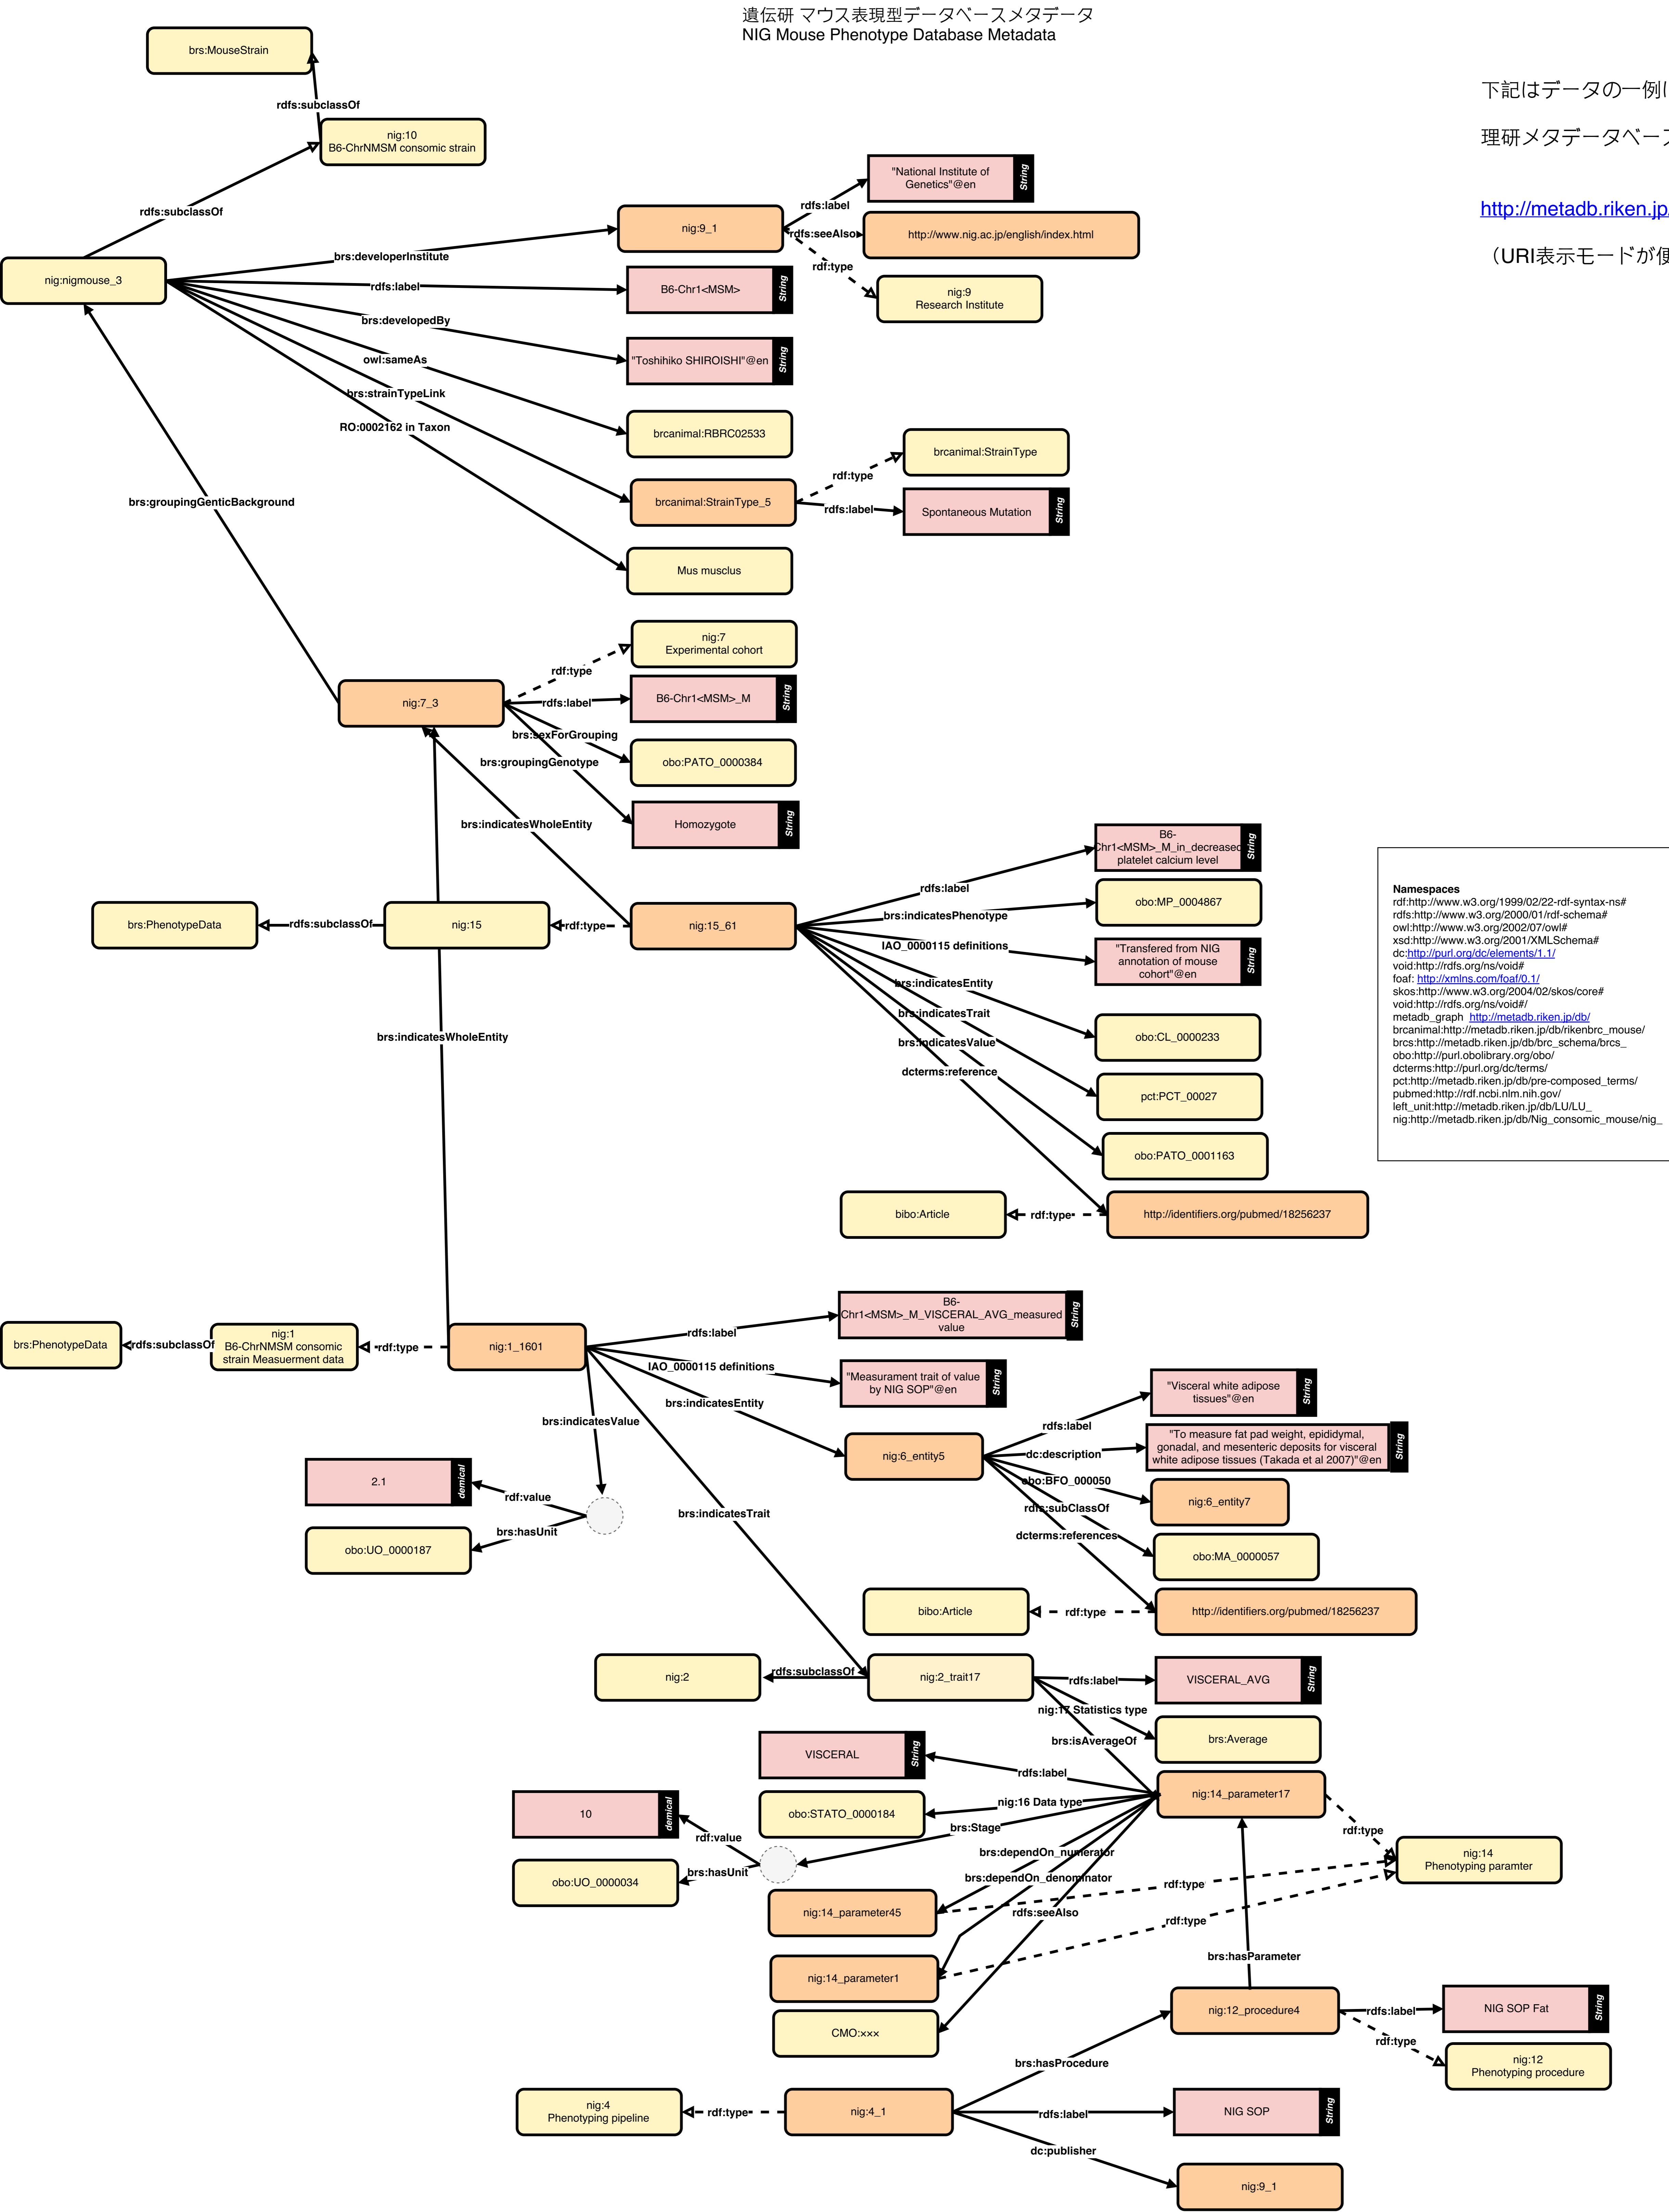 遺伝研 マウス表現型データベースメタデータ
NIG Mouse Phenotype Database Metadata
下記はデータの一例
理研メタデータベー
http://metadb.riken.jp
（URI表示モードが
brs:MouseStrain
rdfs:subclassOf
nig:10
B6-ChrNMSM consomic strain
rdfs:subclassOf
nig:nigmouse_3
brs:developerInstitute
nig:9_1
rdfs:label
"National Institute of
Genetics"@en
String
rdfs:seeAlso
http://www.nig.ac.jp/english/index.html
rdf:type
nig:9
Research Institute
rdfs:label
B6-Chr1<MSM>
String
brs:developedBy
"Toshihiko SHIROISHI"@en
String
owl:sameAs
brcanimal:RBRC02533
brs:strainTypeLink
brcanimal:StrainType_5
rdf:type
brcanimal:StrainType
rdfs:label
Spontaneous Mutation
String
RO:0002162 in Taxon
Mus musclus
brs:groupingGenticBackground
nig:7_3
rdf:type
nig:7
Experimental cohort
rdfs:label
B6-Chr1<MSM>_M
String
brs:sexForGrouping
obo:PATO_0000384
brs:groupingGenotype
Homozygote
String
brs:indicatesWholeEntity
brs:PhenotypeData
rdfs:subclassOf
nig:15
rdf:type
nig:15_61
rdfs:label
B6-
Chr1<MSM>_M_in_decreased
platelet calcium level
String
brs:indicatesPhenotype
obo:MP_0004867
IAO_0000115 definitions
"Transfered from NIG
annotation of mouse
cohort"@en
String
brs:indicatesEntity
obo:CL_0000233
brs:indicatesTrait
pct:PCT_00027
brs:indicatesValue
obo:PATO_0001163
dcterms:reference
http://identifiers.org/pubmed/18256237
rdf:type
bibo:Article
Namespaces
rdf:http://www.w3.org/1999/02/22-rdf-syntax-ns#
rdfs:http://www.w3.org/2000/01/rdf-schema#
owl:http://www.w3.org/2002/07/owl#
xsd:http://www.w3.org/2001/XMLSchema#
dc:http://purl.org/dc/elements/1.1/
void:http://rdfs.org/ns/void#
foaf: http://xmlns.com/foaf/0.1/
skos:http://www.w3.org/2004/02/skos/core#
void:http://rdfs.org/ns/void#/
metadb_graph http://metadb.riken.jp/db/
brcanimal:http://metadb.riken.jp/db/rikenbrc_mouse/
brcs:http://metadb.riken.jp/db/brc_schema/brcs_
obo:http://purl.obolibrary.org/obo/
dcterms:http://purl.org/dc/terms/
pct:http://metadb.riken.jp/db/pre-composed_terms/
pubmed:http://rdf.ncbi.nlm.nih.gov/
left_unit:http://metadb.riken.jp/db/LU/LU_
nig:http://metadb.riken.jp/db/Nig_consomic_mouse/nig_
brs:indicatesWholeEntity
brs:PhenotypeData
rdfs:subclassOf
nig:1
B6-ChrNMSM consomic
strain Measuerment data
rdf:type
nig:1_1601
rdfs:label
B6-
Chr1<MSM>_M_VISCERAL_AVG_measured
value
String
IAO_0000115 definitions
"Measurament trait of value
by NIG SOP"@en
String
brs:indicatesEntity
nig:6_entity5
rdfs:label
"Visceral white adipose
tissues"@en
String
dc:description
"To measure fat pad weight, epididymal,
gonadal, and mesenteric deposits for visceral
white adipose tissues (Takada et al 2007)"@en
String
obo:BFO_000050
nig:6_entity7
rdfs:subClassOf
obo:MA_0000057
dcterms:references
http://identifiers.org/pubmed/18256237
rdf:type
bibo:Article
brs:indicatesValue
2.1
demical
rdf:value
brs:hasUnit
obo:UO_0000187
brs:indicatesTrait
nig:2
rdfs:subclassOf
nig:2_trait17
rdfs:label
VISCERAL_AVG
String
nig:17 Statistics type
brs:Average
brs:isAverageOf
nig:14_parameter17
VISCERAL
String
rdfs:label
obo:STATO_0000184
nig:16 Data type
brs:Stage
10
demical
rdf:value
brs:hasUnit
obo:UO_0000034
brs:dependOn_numerator
nig:14_parameter45
brs:dependOn_denominator
nig:14_parameter1
rdfs:seeAlso
CMO:×××
rdf:type
rdf:type
rdf:type
nig:14
Phenotyping paramter
brs:hasParameter
nig:12_procedure4
rdfs:label
NIG SOP Fat
String
rdf:type
nig:12
Phenotyping procedure
brs:hasProcedure
nig:4
Phenotyping pipeline
rdf:type
nig:4_1
rdfs:label
NIG SOP
String
dc:publisher
nig:9_1